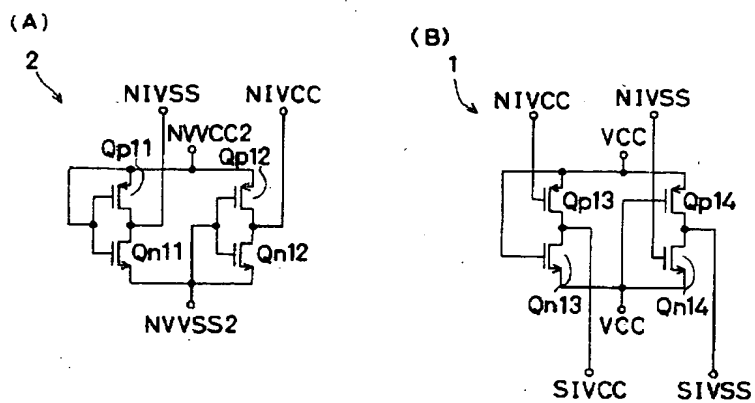 (A)
2
NIVSS
NIVCC
NVVCC2
Qp11
Qp12
Qn11
Qn12
NVVSS2
(B)
1
NIVCC
NIVSS
VCC
Qp13
Qp14
Qn13
Qn14
VCC
SIVCC
SIVSS